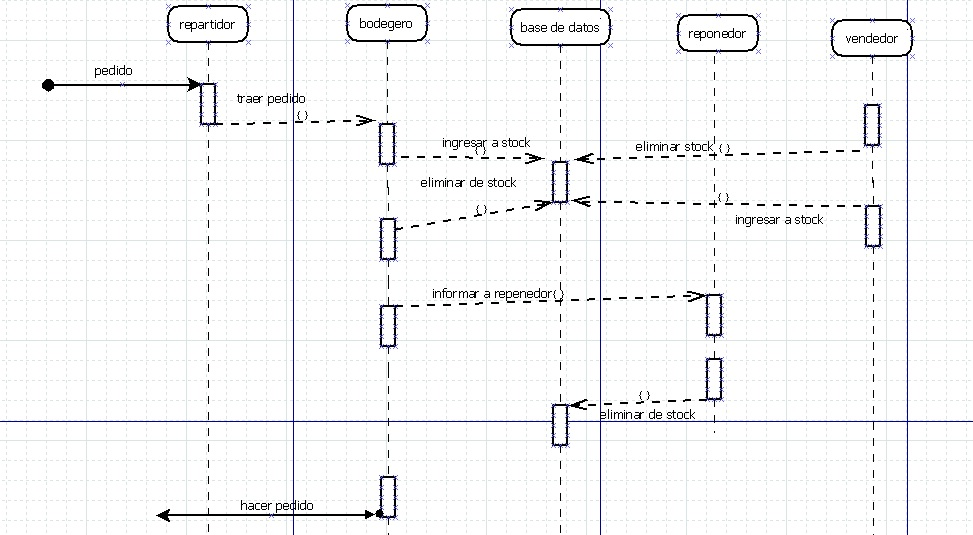 repartidor
bodegero
base de datos
reponedor
vendedor
pedido
traer pedido
( )
ingresar a stock
( )
eliminar stock ( )
eliminar de stock
( )
( )
ingresar a stock
informar a repenedor( )
( )
eliminar de stock
hacer pedido